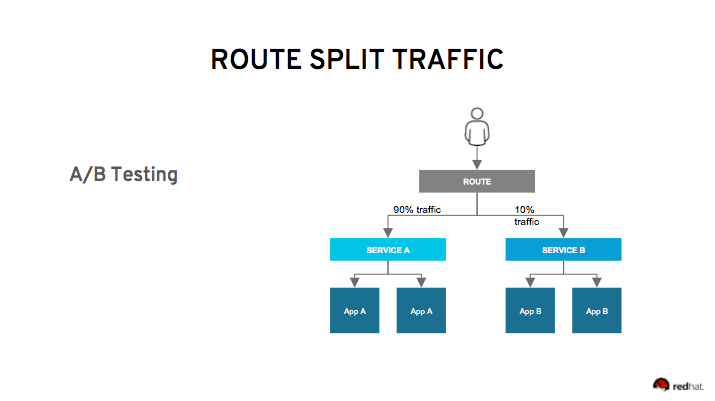 ROUTE SPLIT TRAFFIC
A/B Testing
ROUTE
90% traffic
10%
traffic
SERVICE A
SERVICE B
App A
App A
App B
App B
redhat.